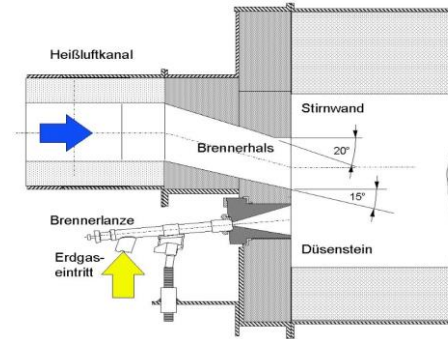 Heißluftkanal
Stirnwand
Brennerhals
20°
15°
Brennerlanze
Erdgas-
eintritt
Düsenstein